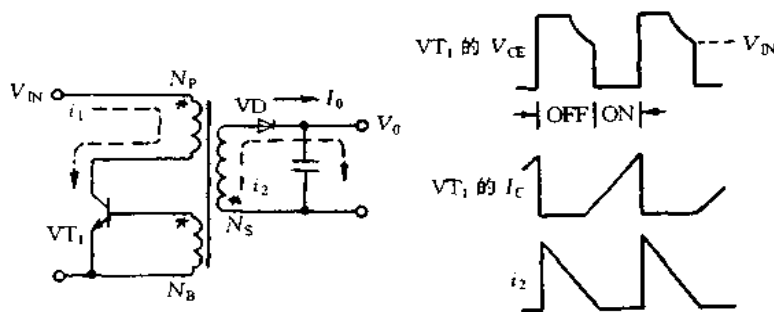 V_IN
N_P
VD
I_0
V_0
i_1
i_2
VT_1
N_S
N_B
VT_1 的 V_CE
V_IN
OFF
ON
VT_1 的 I_C
i_2